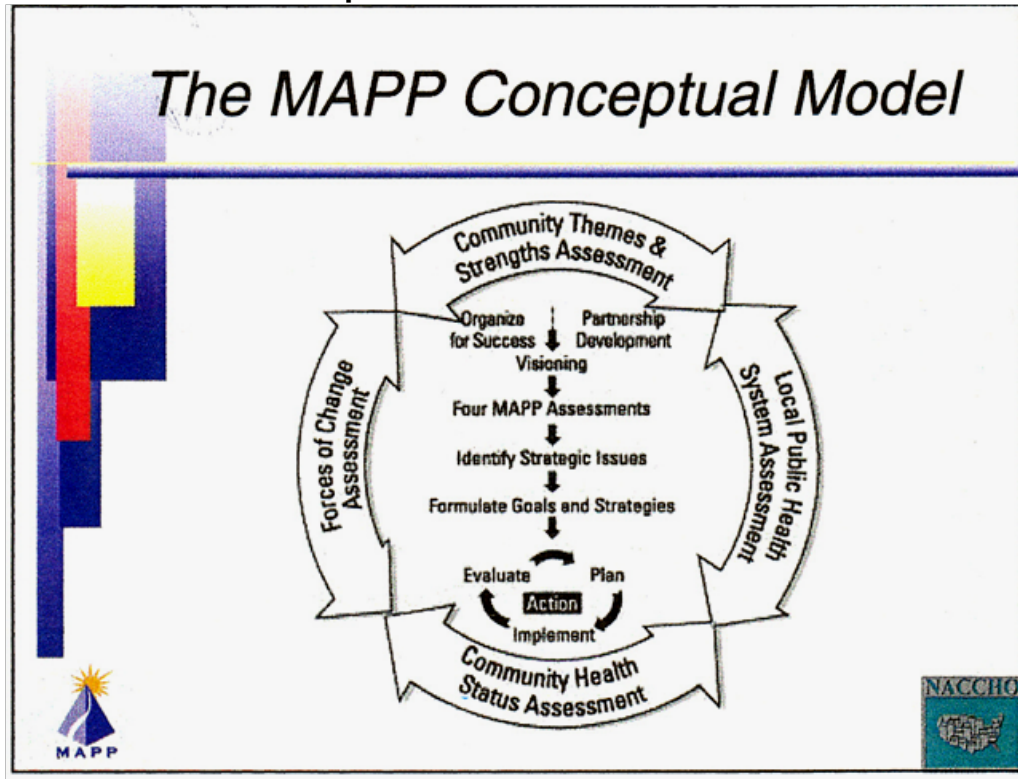 The MAPP Conceptual Model
Community Themes &
Strengths Assessment
Organize
for Success
Partnership
Development
Visioning
Four MAPP Assessments
Identify Strategic Issues
Formulate Goals and Strategies
Evaluate
Plan
Action
Implement
Forces of Change
Assessment
Local Public Health
System Assessment
Community Health
Status Assessment
MAPP
NACCHO